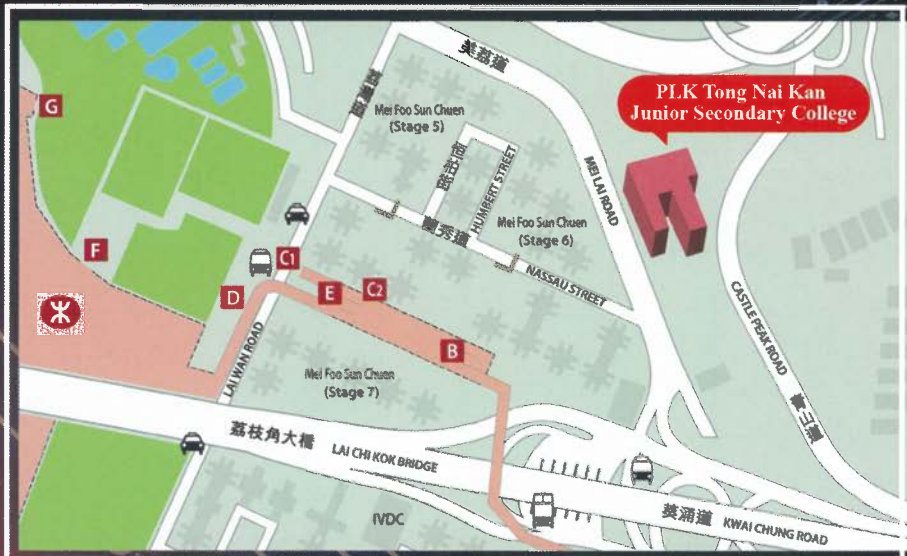 美荔道
PLK Tong Nai Kan
Junior Secondary College
G
Mei Foo Sun Chuen
(Stage 5)
HUMBERT STREET
MEI LAI ROAD
Mei Foo Sun Chuen
(Stage 6)
蘭秀道
NASSAU STREET
F
C1
C2
D
E
B
CASTLE PEAK ROAD
LAI WAN ROAD
Mei Foo Sun Chuen
(Stage 7)
荔枝角大橋
LAI CHI KOK BRIDGE
葵涌道
KWAI CHUNG ROAD
IVDC